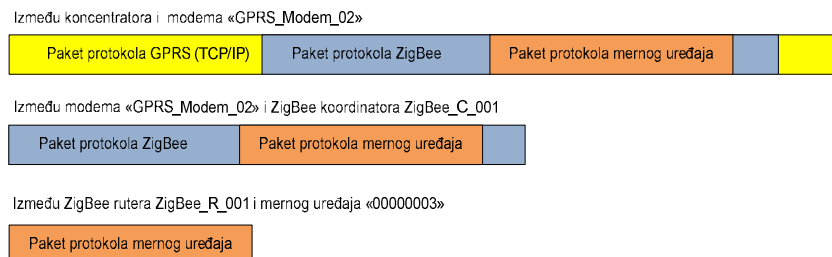 Između koncentratora i modema «GPRS_Modem_02»
Paket protokola GPRS (TCP/IP) Paket protokola ZigBee Paket protokola mernog uređaja
Između modema «GPRS_Modem_02» i ZigBee koordinatora ZigBee_C_001
Paket protokola ZigBee Paket protokola mernog uređaja
Između ZigBee rutera ZigBee_R_001 i mernog uređaja «00000003»
Paket protokola mernog uređaja